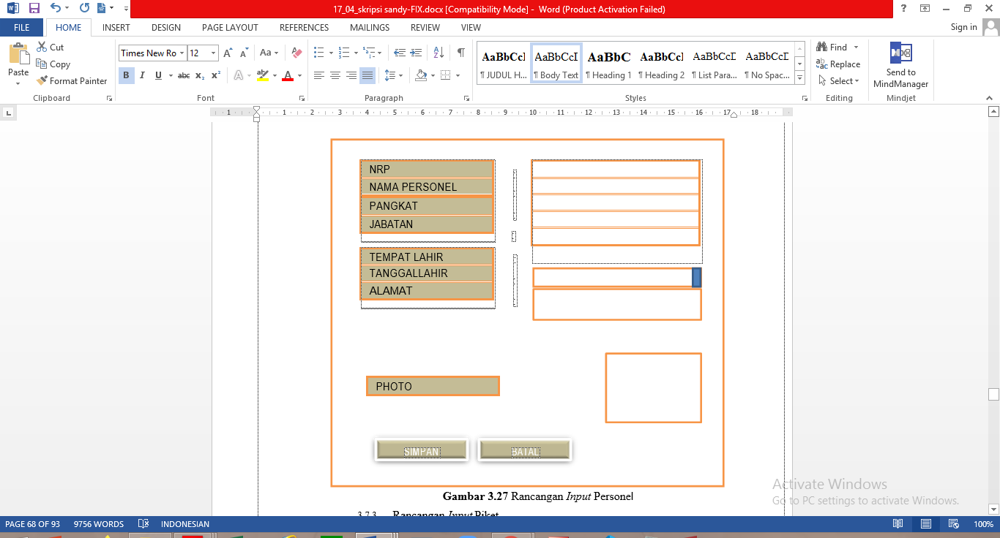 17_04_skripsi sandy-FIX.docx [Compatibility Mode] - Word (Product Activation Failed)
FILE HOME INSERT DESIGN PAGE LAYOUT REFERENCES MAILINGS REVIEW VIEW Sign in
Paste
Cut
Copy
Format Painter
Clipboard
Times New Ro 12
Font
Paragraph
AaBbCcI AaBbCcI AaBbC AaBbCcI AaBbCcD AaBbCcD
¶ JUDUL H... ¶ Body Text ¶ Heading 1 ¶ Heading 2 ¶ List Para... ¶ No Spac...
Styles
Find
Replace
Select
Editing
Send to
MindManager
Mindjet
1 1 2 3 4 5 6 7 8 9 10 11 12 13 14 15 16 17 18
NRP
NAMA PERSONEL
PANGKAT
JABATAN
TEMPAT LAHIR
TANGGALLAHIR
ALAMAT
PHOTO
SIMPAN BATAL
Gambar 3.27 Rancangan Input Personel
3.7.3 Rancangan Input Piket
Activate Windows
Go to PC settings to activate Windows.
PAGE 68 OF 93 9756 WORDS INDONESIAN 100%